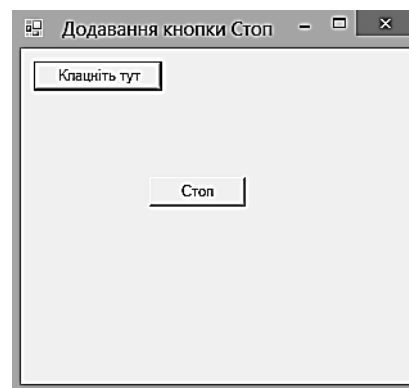 Додавання кнопки Стоп
Клацніть тут
Стоп